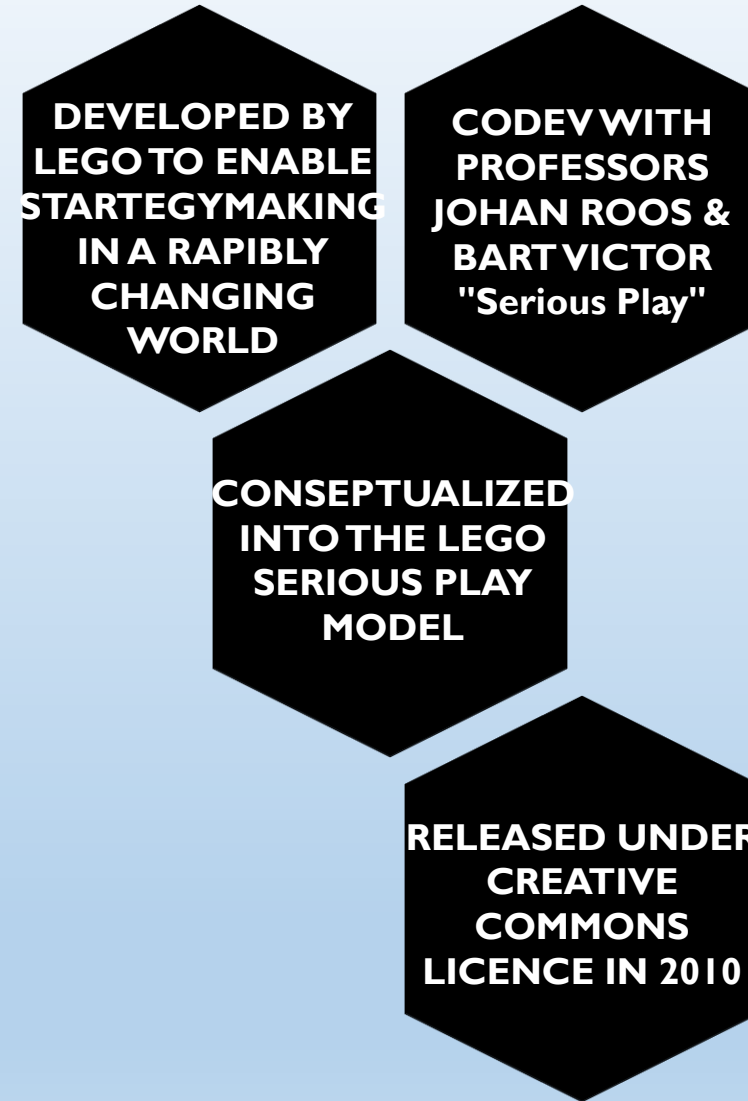 DEVELOPED BY
LEGO TO ENABLE
STARTEGYMAKING
IN A RAPIBLY
CHANGING
WORLD
CODEV WITH
PROFESSORS
JOHAN ROOS &
BART VICTOR
"Serious Play"
CONSEPTUALIZED
INTO THE LEGO
SERIOUS PLAY
MODEL
RELEASED UNDER
CREATIVE
COMMONS
LICENCE IN 2010